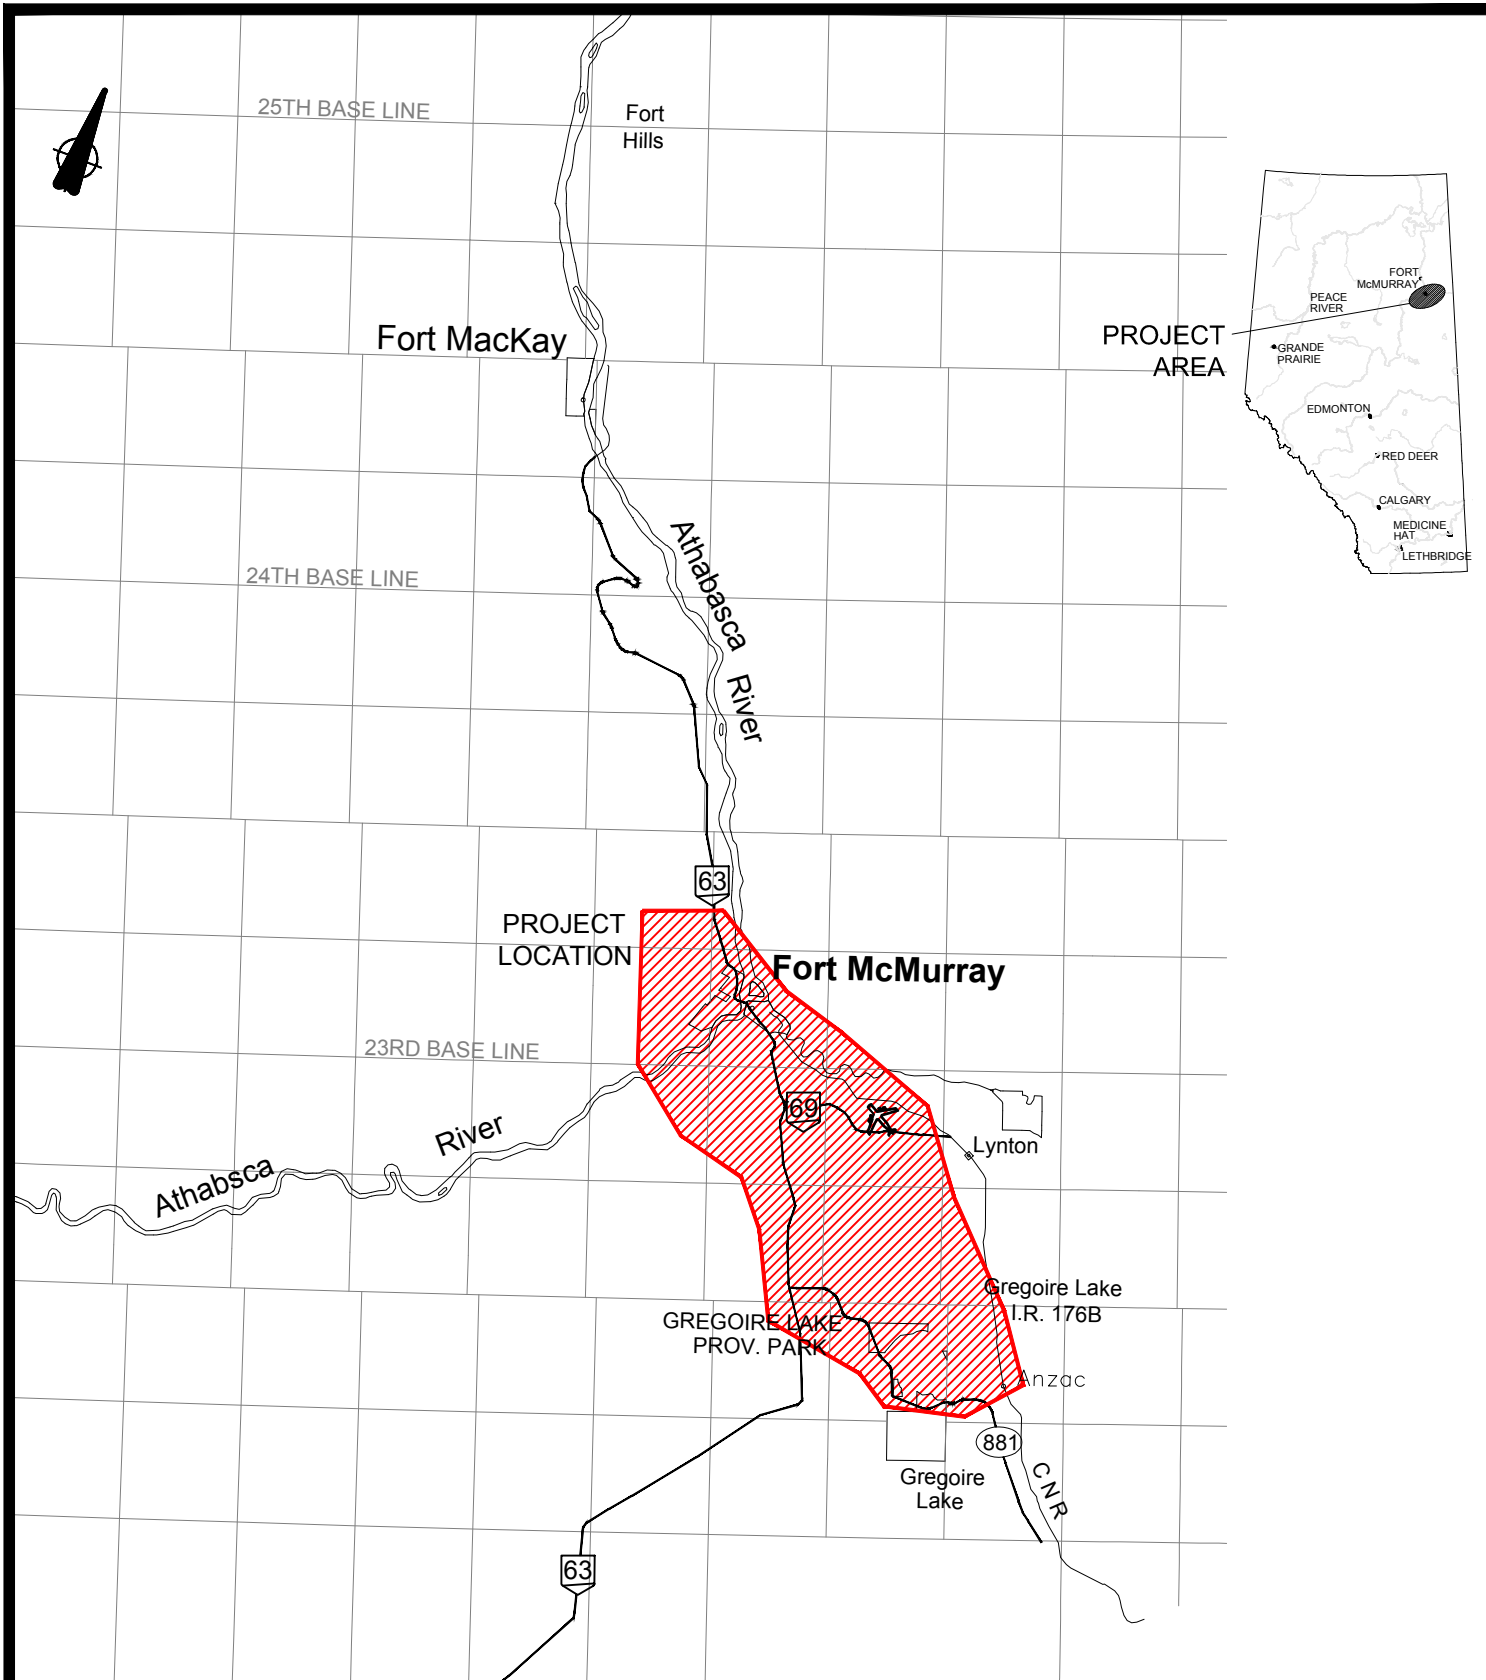 25TH BASE LINE
Fort
Hills
FORT
McMURRAY
PEACE
RIVER
PROJECT
AREA
GRANDE
PRAIRIE
EDMONTON
RED DEER
CALGARY
MEDICINE
HAT
LETHBRIDGE
Fort MacKay
Athabasca River
24TH BASE LINE
63
PROJECT
LOCATION
Fort McMurray
23RD BASE LINE
69
Lynton
Athabsca River
Gregoire Lake
I.R. 176B
GREGOIRE LAKE
PROV. PARK
Anzac
881
Gregoire
Lake
CNR
63